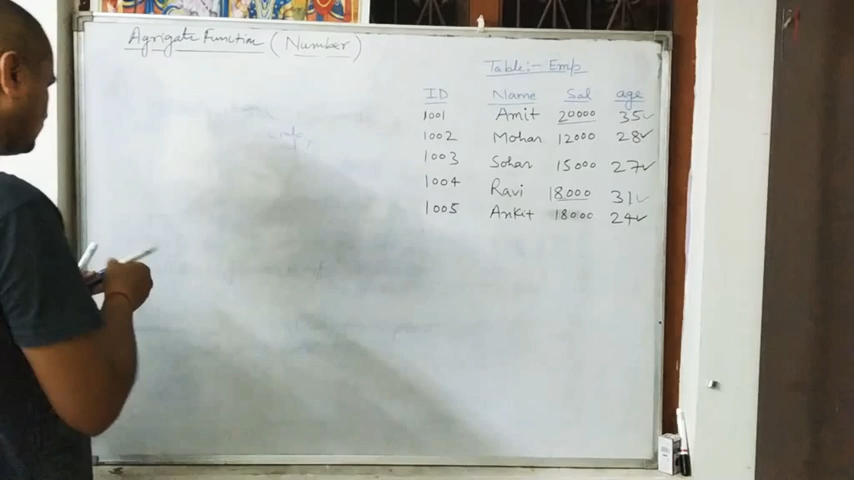 Agrigate Function (Number)
Table:- Emp
ID Name Sal age
1001 Amit 20000 35
1002 Mohan 12000 28
1003 Sohan 15000 27
1004 Ravi 18000 31
1005 Ankit 18000 24